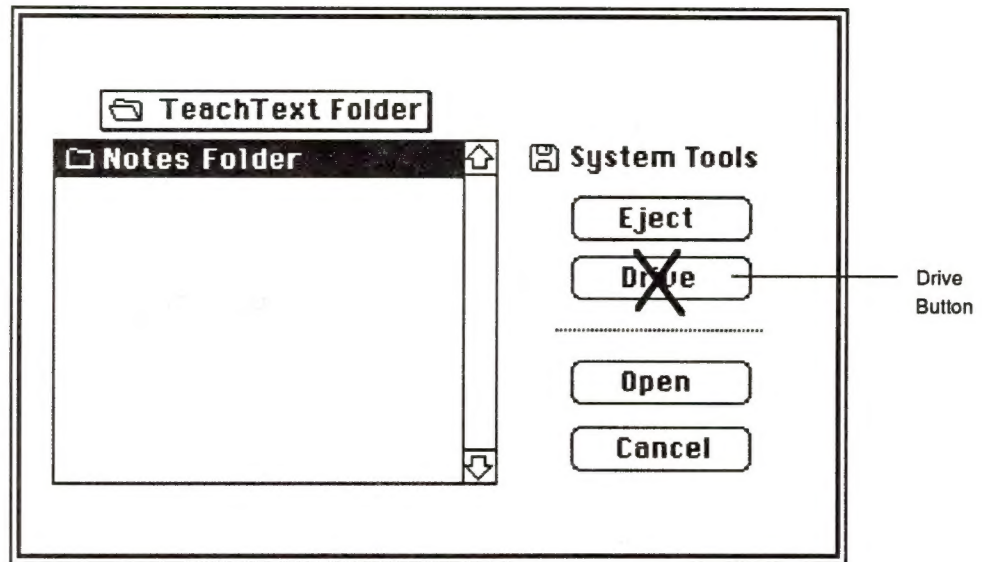 TeachText Folder
Notes Folder
System Tools
Eject
Drive
Drive
Button
Open
Cancel